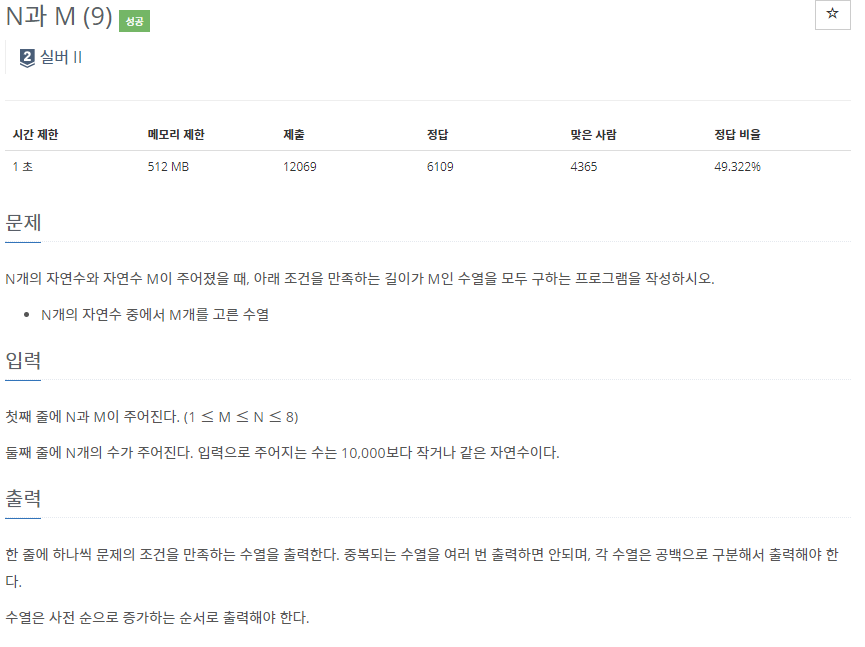 N과 M (9) 성공
2 실버 II
시간 제한 메모리 제한 제출 정답 맞은 사람 정답 비율
1 초 512 MB 12069 6109 4365 49.322%
문제
N개의 자연수와 자연수 M이 주어졌을 때, 아래 조건을 만족하는 길이가 M인 수열을 모두 구하는 프로그램을 작성하시오.
• N개의 자연수 중에서 M개를 고른 수열
입력
첫째 줄에 N과 M이 주어진다. (1 ≤ M ≤ N ≤ 8)
둘째 줄에 N개의 수가 주어진다. 입력으로 주어지는 수는 10,000보다 작거나 같은 자연수이다.
출력
한 줄에 하나씩 문제의 조건을 만족하는 수열을 출력한다. 중복되는 수열을 여러 번 출력하면 안되며, 각 수열은 공백으로 구분해서 출력해야 한
다.
수열은 사전 순으로 증가하는 순서로 출력해야 한다.